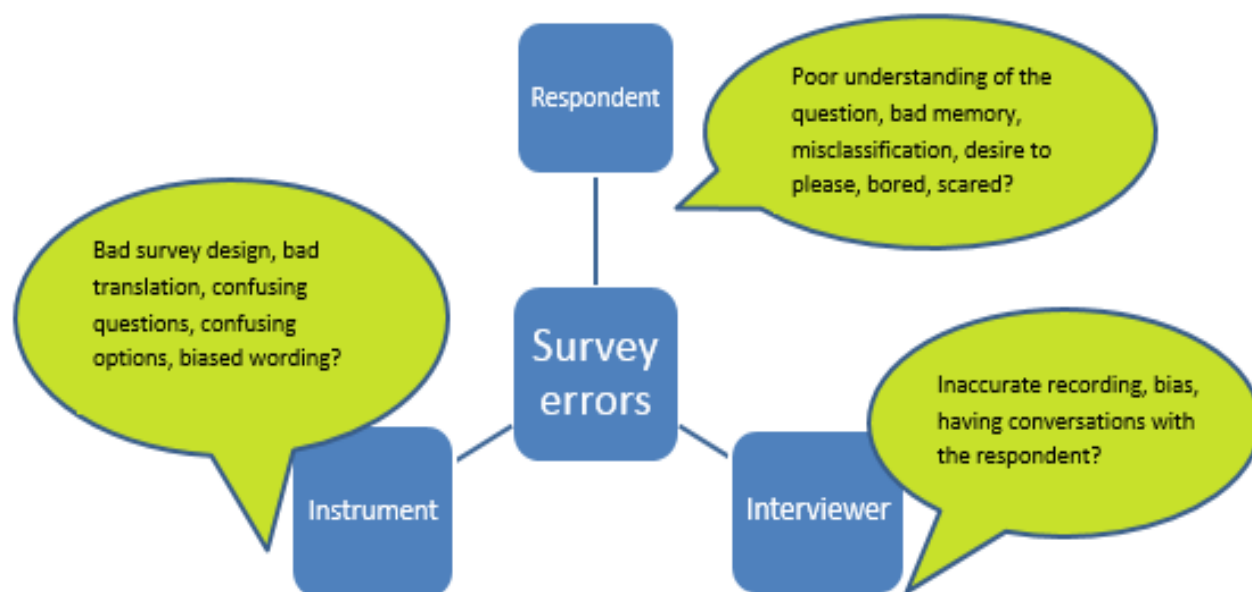 Respondent
Poor understanding of the
question, bad memory,
misclassification, desire to
please, bored, scared?
Bad survey design, bad
translation, confusing
questions, confusing
options, biased wording?
Survey
errors
Inaccurate recording, bias,
having conversations with
the respondent?
Instrument
Interviewer